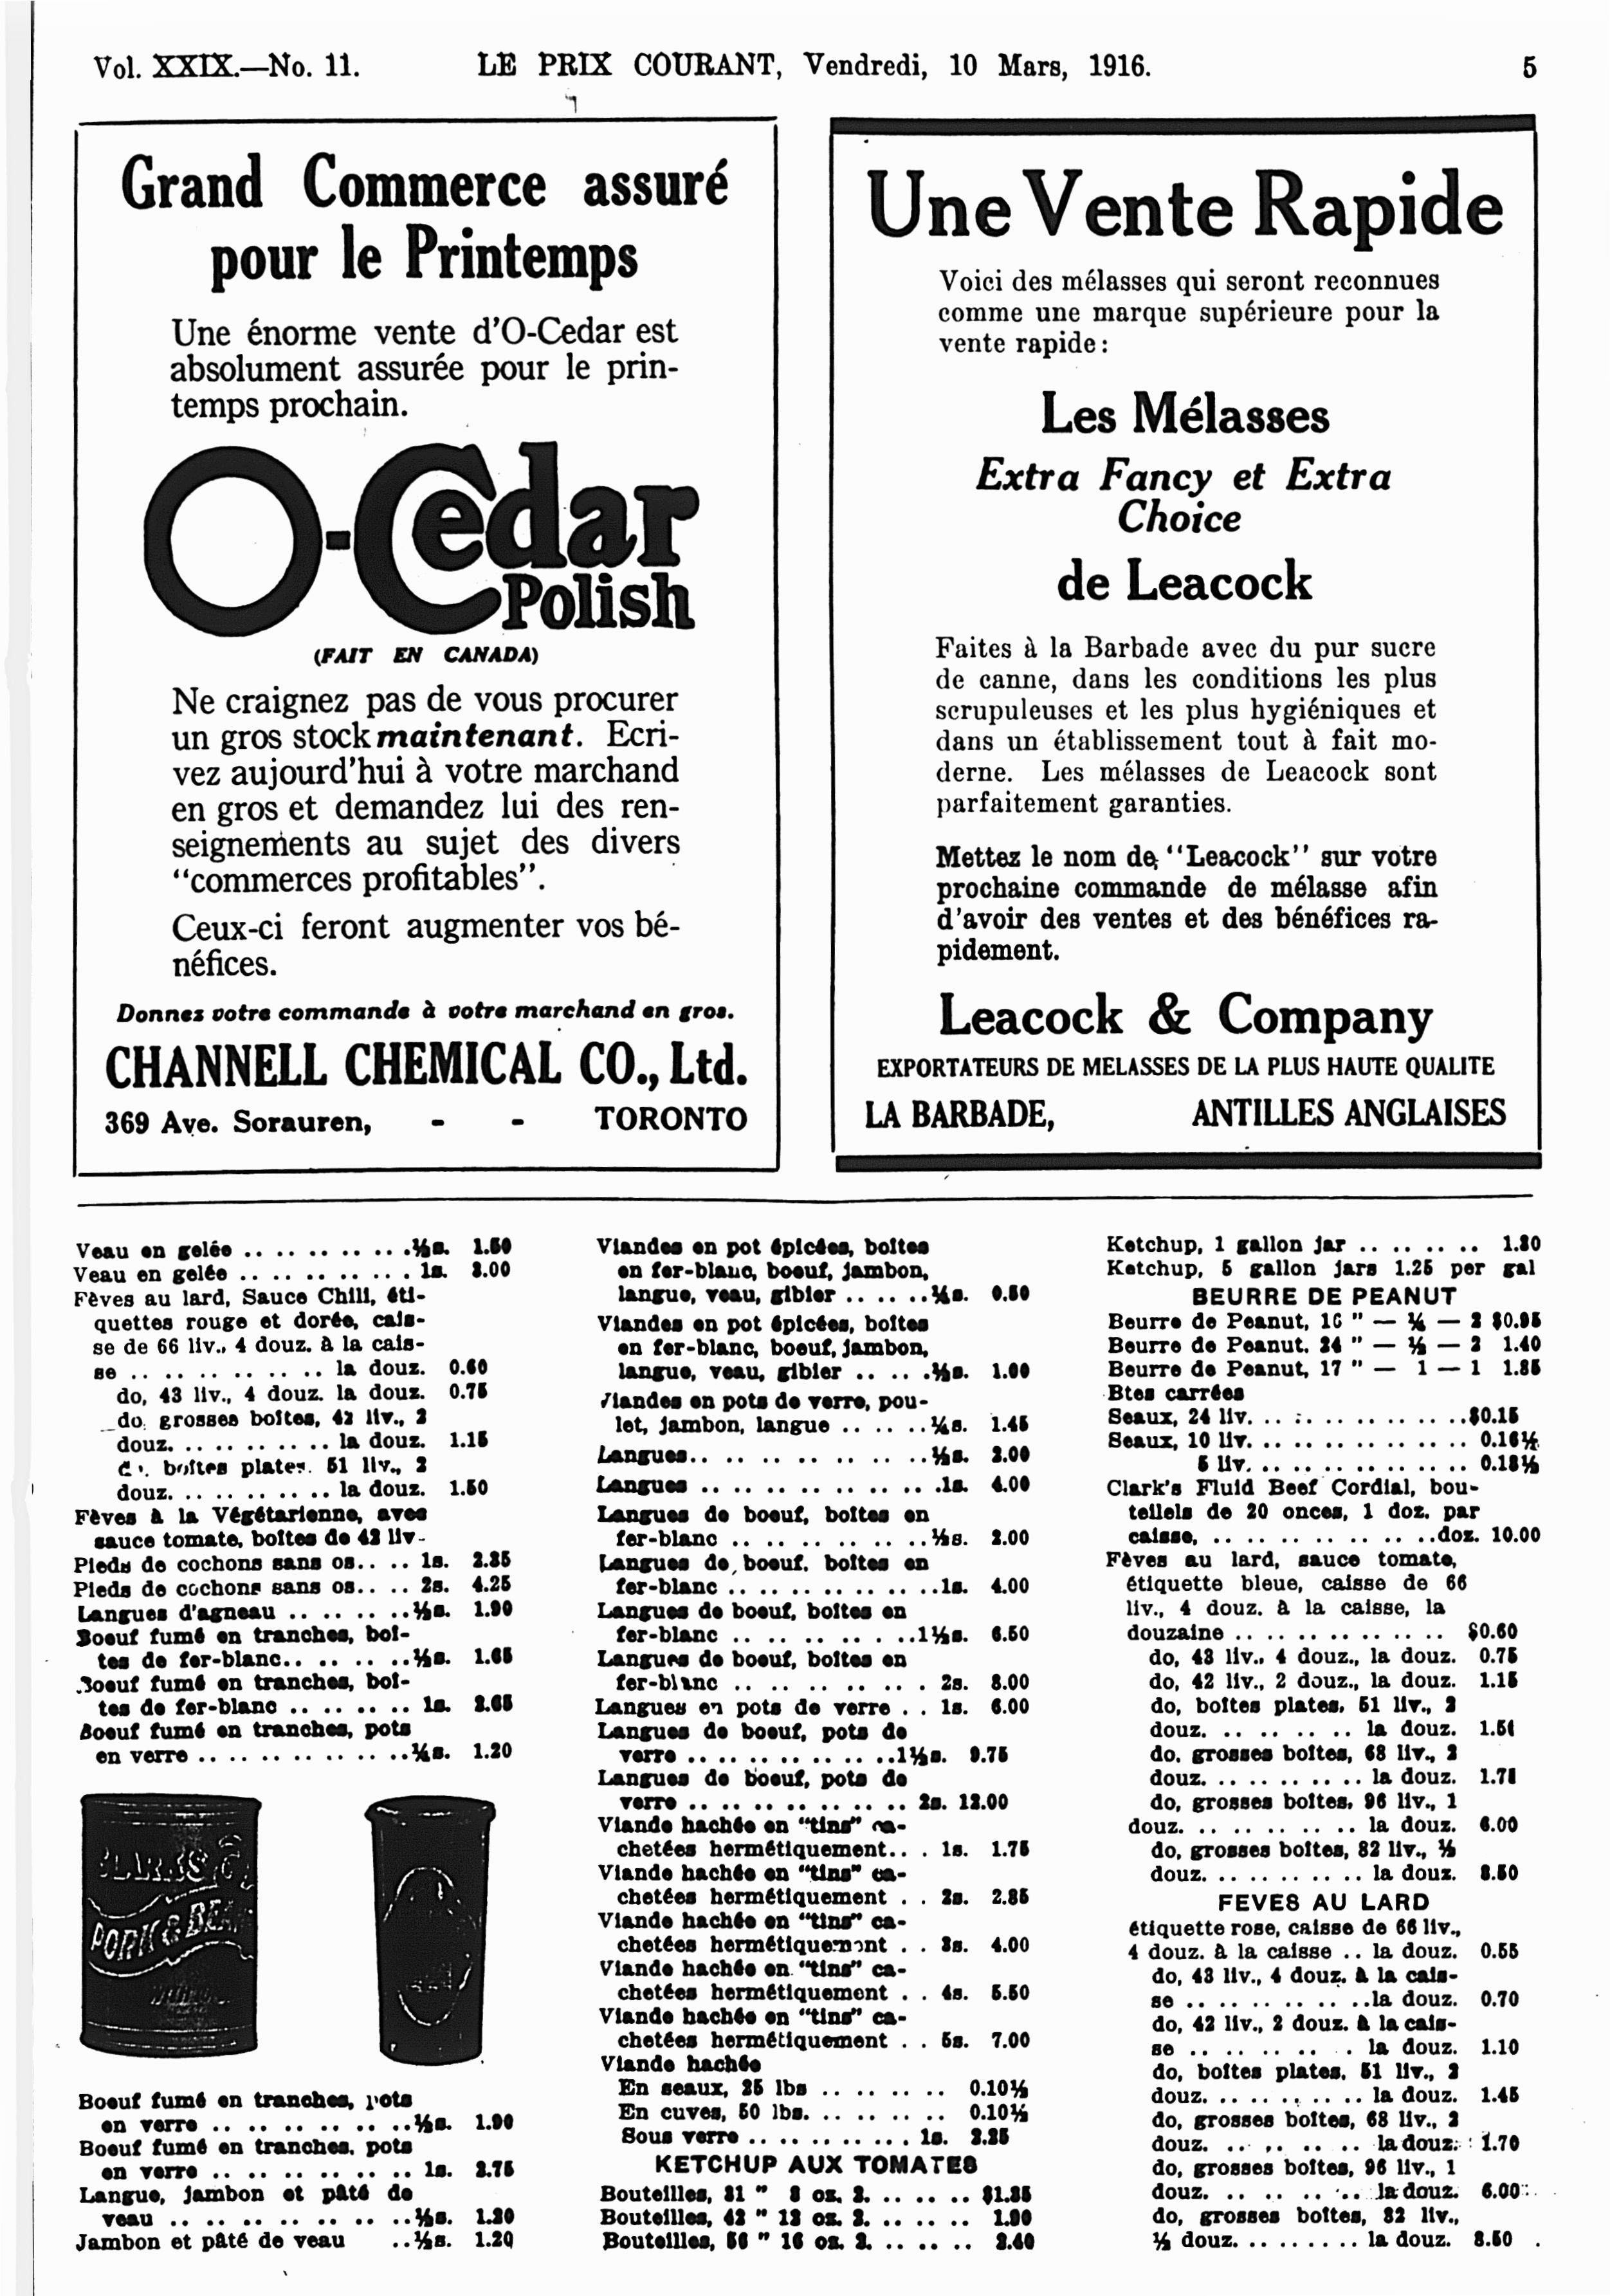 Vol. XXIX.—No. 11. LE PRIX COURANT, Vendredi, 10 Mars, 1916. 5
Grand Commerce assuré
pour le Printemps
Une énorme vente d'O-Cedar est
absolument assurée pour le prin-
temps prochain.
O-Cedar
Polish
(FAIT EN CANADA)
Ne craignez pas de vous procurer
un gros stock maintenant. Ecri-
vez aujourd'hui à votre marchand
en gros et demandez lui des ren-
seignements au sujet des divers
"commerces profitables".
Ceux-ci feront augmenter vos bé-
néfices.
Donnez votre commande à votre marchand en gros.
CHANNELL CHEMICAL CO., Ltd.
369 Ave. Sorauren, - - TORONTO
Une Vente Rapide
Voici des mélasses qui seront reconnues
comme une marque supérieure pour la
vente rapide:
Les Mélasses
Extra Fancy et Extra
Choice
de Leacock
Faites à la Barbade avec du pur sucre
de canne, dans les conditions les plus
scrupuleuses et les plus hygiéniques et
dans un établissement tout à fait mo-
derne. Les mélasses de Leacock sont
parfaitement garanties.
Mettez le nom de "Leacock" sur votre
prochaine commande de mélasse afin
d'avoir des ventes et des bénéfices ra-
pidement.
Leacock & Company
EXPORTATEURS DE MELASSES DE LA PLUS HAUTE QUALITE
LA BARBADE, ANTILLES ANGLAISES
Veau en gelée .. .. .. .. .. ½s. 1.50
Veau en gelée .. .. .. .. .. 1s. 3.00
Fèves au lard, Sauce Chili, éti-
quettes rouge et dorée, cais-
se de 66 liv., 4 douz. à la cais-
se .. .. .. .. .. .. la douz. 0.60
do, 43 liv., 4 douz. la douz. 0.75
do. grosses boîtes, 42 liv., 2
douz. .. .. .. .. .. la douz. 1.15
do. boîtes plates. 51 liv., 2
douz. .. .. .. .. .. la douz. 1.50
Fèves à la Végétarienne, avec
sauce tomate, boîtes de 42 liv-
Pieds de cochons sans os.. .. 1s. 2.35
Pieds de cochons sans os.. .. 2s. 4.25
Langues d'agneau .. .. .. .. ½s. 1.90
Boeuf fumé en tranches, boî-
tes de fer-blanc.. .. .. .. ½s. 1.65
Boeuf fumé en tranches, boî-
tes de fer-blanc .. .. .. .. 1s. 2.65
Boeuf fumé en tranches, pots
en verre .. .. .. .. .. .. ¼s. 1.20
CLARKS
PORK & BEANS
Boeuf fumé en tranches, pots
en verre .. .. .. .. .. .. ½s. 1.90
Boeuf fumé en tranches. pots
en verre .. .. .. .. .. .. 1s. 2.75
Langue, jambon et pâté de
veau .. .. .. .. .. .. ½s. 1.20
Jambon et pâté de veau .. ½s. 1.20
Viandes en pot épicées, boîtes
en fer-blanc, boeuf, jambon,
langue, veau, gibier .. .. .. ¼s. 0.50
Viandes en pot épicées, boîtes
en fer-blanc, boeuf, jambon,
langue, veau, gibier .. .. .. ½s. 1.00
Viandes en pots de verre, pou-
let, jambon, langue .. .. .. ¼s. 1.45
Langues.. .. .. .. .. .. .. ½s. 2.00
Langues .. .. .. .. .. .. .. 1s. 4.00
Langues de boeuf, boîtes en
fer-blanc .. .. .. .. .. .. ½s. 2.00
Langues de boeuf, boîtes en
fer-blanc .. .. .. .. .. .. 1s. 4.00
Langues de boeuf, boîtes en
fer-blanc .. .. .. .. .. .. 1½s. 6.50
Langues de boeuf, boîtes en
fer-blanc .. .. .. .. .. .. 2s. 8.00
Langues en pots de verre . . 1s. 6.00
Langues de boeuf, pots de
verre .. .. .. .. .. .. 1½s. 9.75
Langues de boeuf, pots de
verre .. .. .. .. .. .. 2s. 12.00
Viande hachée en "tins" ca-
chetées hermétiquement.. . 1s. 1.75
Viande hachée en "tins" ca-
chetées hermétiquement . . 2s. 2.85
Viande hachée en "tins" ca-
chetées hermétiquement . . 3s. 4.00
Viande hachée en "tins" ca-
chetées hermétiquement . . 4s. 5.50
Viande hachée en "tins" ca-
chetées hermétiquement . . 5s. 7.00
Viande hachée
En seaux, 25 lbs .. .. .. .. 0.10½
En cuves, 50 lbs. .. .. .. .. 0.10½
Sous verre .. .. .. .. .. 1s. 2.25
KETCHUP AUX TOMATES
Bouteilles, 21 " 8 oz. 2. .. .. .. $1.35
Bouteilles, 42 " 12 oz. 2. .. .. .. 1.90
Bouteilles, 56 " 16 oz. 2. .. .. .. 2.40
Ketchup, 1 gallon jar .. .. .. .. 1.30
Ketchup, 5 gallon jars 1.25 per gal
BEURRE DE PEANUT
Beurre de Peanut, 16 " — ¼ — 2 $0.95
Beurre de Peanut. 24 " — ½ — 2 1.40
Beurre de Peanut, 17 " — 1 — 1 1.85
Btes carrées
Seaux, 24 liv. .. .. .. .. .. .. $0.15
Seaux, 10 liv. .. .. .. .. .. .. 0.16½
5 liv. .. .. .. .. .. .. 0.18½
Clark's Fluid Beef Cordial, bou-
tellels de 20 onces, 1 doz. par
caisse, .. .. .. .. .. .. doz. 10.00
Fèves au lard, sauce tomate,
étiquette bleue, caisse de 66
liv., 4 douz. à la caisse, la
douzaine .. .. .. .. .. .. $0.60
do, 43 liv., 4 douz., la douz. 0.75
do, 42 liv., 2 douz., la douz. 1.15
do, boîtes plates. 51 liv., 2
douz. .. .. .. .. la douz.
do. grosses boîtes, 68 liv., 2
douz. .. .. .. .. .. la douz.
do, grosses boîtes, 96 liv., 1
douz. .. .. .. .. .. la douz. 6.00
do, grosses boîtes, 82 liv., ½
douz. .. .. .. .. .. la douz. 8.50
FEVES AU LARD
étiquette rose, caisse de 66 liv.,
4 douz. à la caisse .. la douz. 0.55
do, 43 liv., 4 douz. à la cais-
se .. .. .. .. .. la douz. 0.70
do, 42 liv., 2 douz. à la cais-
se .. .. .. .. . la douz. 1.10
do, boîtes plates, 51 liv., 2
douz. .. .. .. .. .. la douz. 1.45
do, grosses boîtes, 68 liv., 2
douz. .. .. .. .. la douz. 1.70
do, grosses boîtes, 96 liv., 1
douz. .. .. .. .. la douz. 6.00
do, grosses boîtes, 82 liv.,
½ douz. .. .. .. .. la douz. 8.50